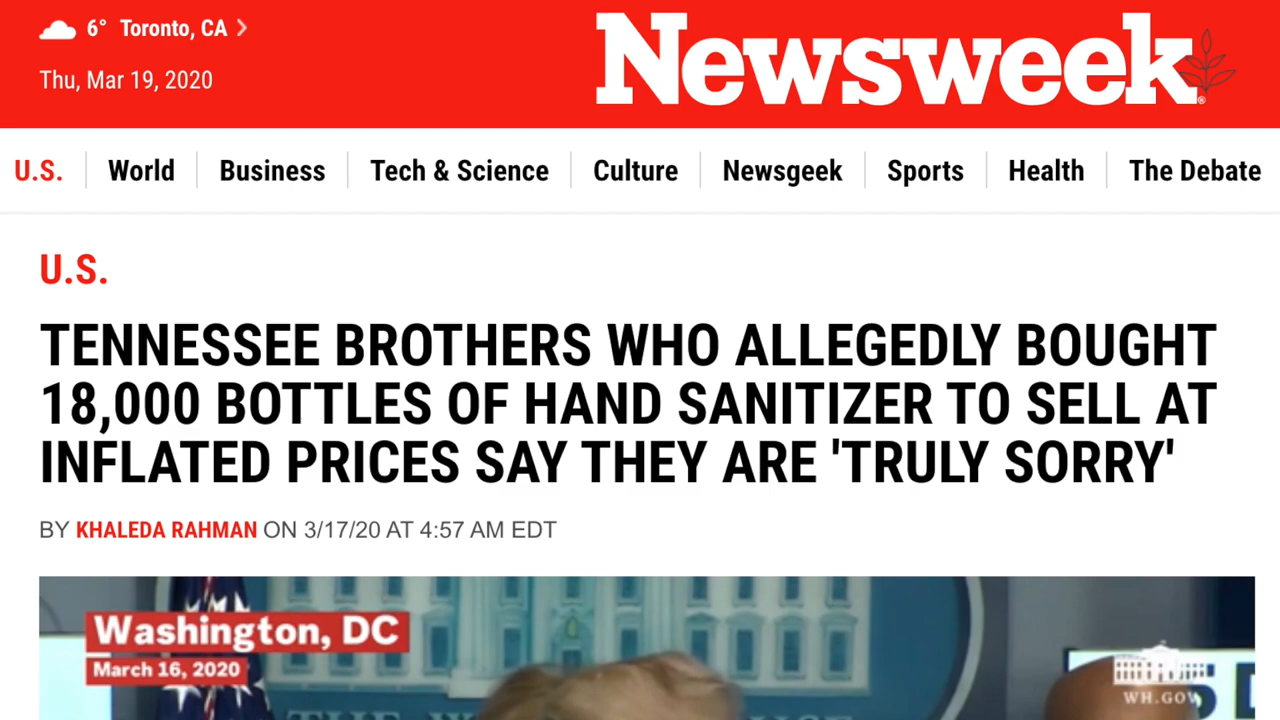 6° Toronto, CA
Thu, Mar 19, 2020
Newsweek
U.S. World Business Tech & Science Culture Newsgeek Sports Health The Debate
U.S.
TENNESSEE BROTHERS WHO ALLEGEDLY BOUGHT
18,000 BOTTLES OF HAND SANITIZER TO SELL AT
INFLATED PRICES SAY THEY ARE 'TRULY SORRY'
BY KHALEDA RAHMAN ON 3/17/20 AT 4:57 AM EDT
Washington, DC
March 16, 2020
WH.GOV